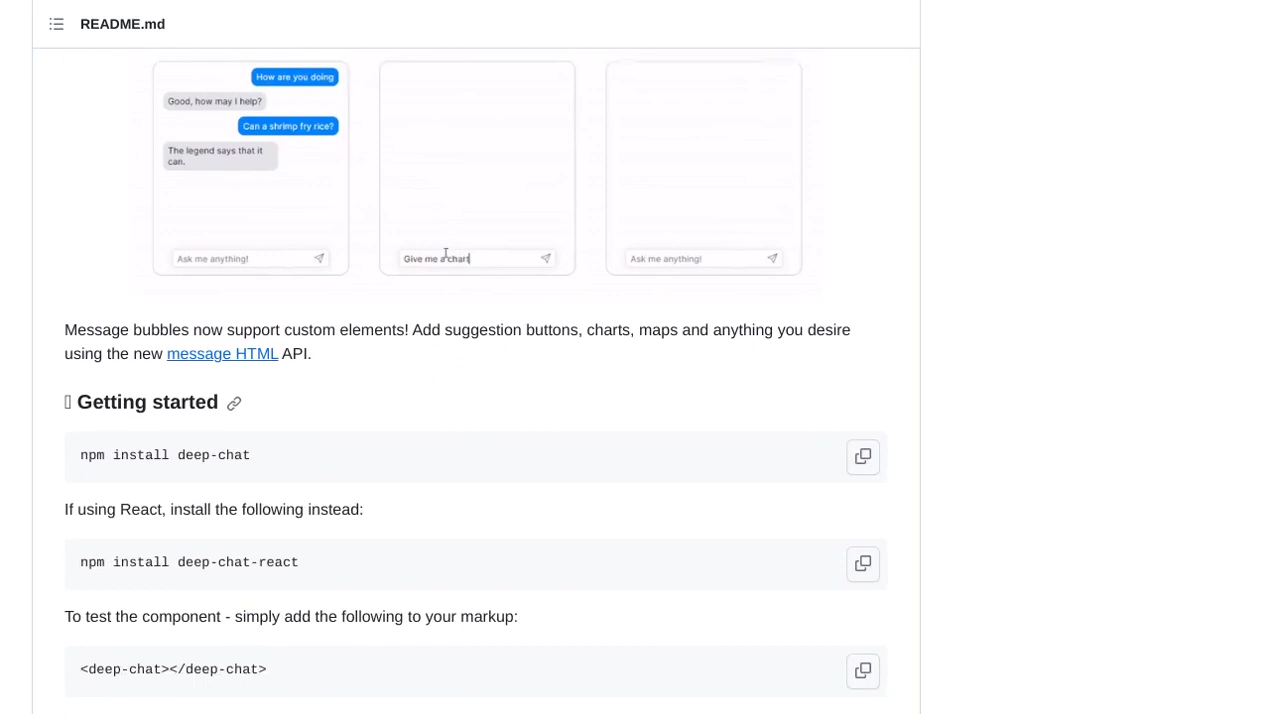 README.md
How are you doing
Good, how may I help?
Can a shrimp fry rice?
The legend says that it
can.
Ask me anything!
Give me a chart
Ask me anything!
Message bubbles now support custom elements! Add suggestion buttons, charts, maps and anything you desire
using the new message HTML API.
Getting started
npm install deep-chat
If using React, install the following instead:
npm install deep-chat-react
To test the component - simply add the following to your markup:
<deep-chat></deep-chat>